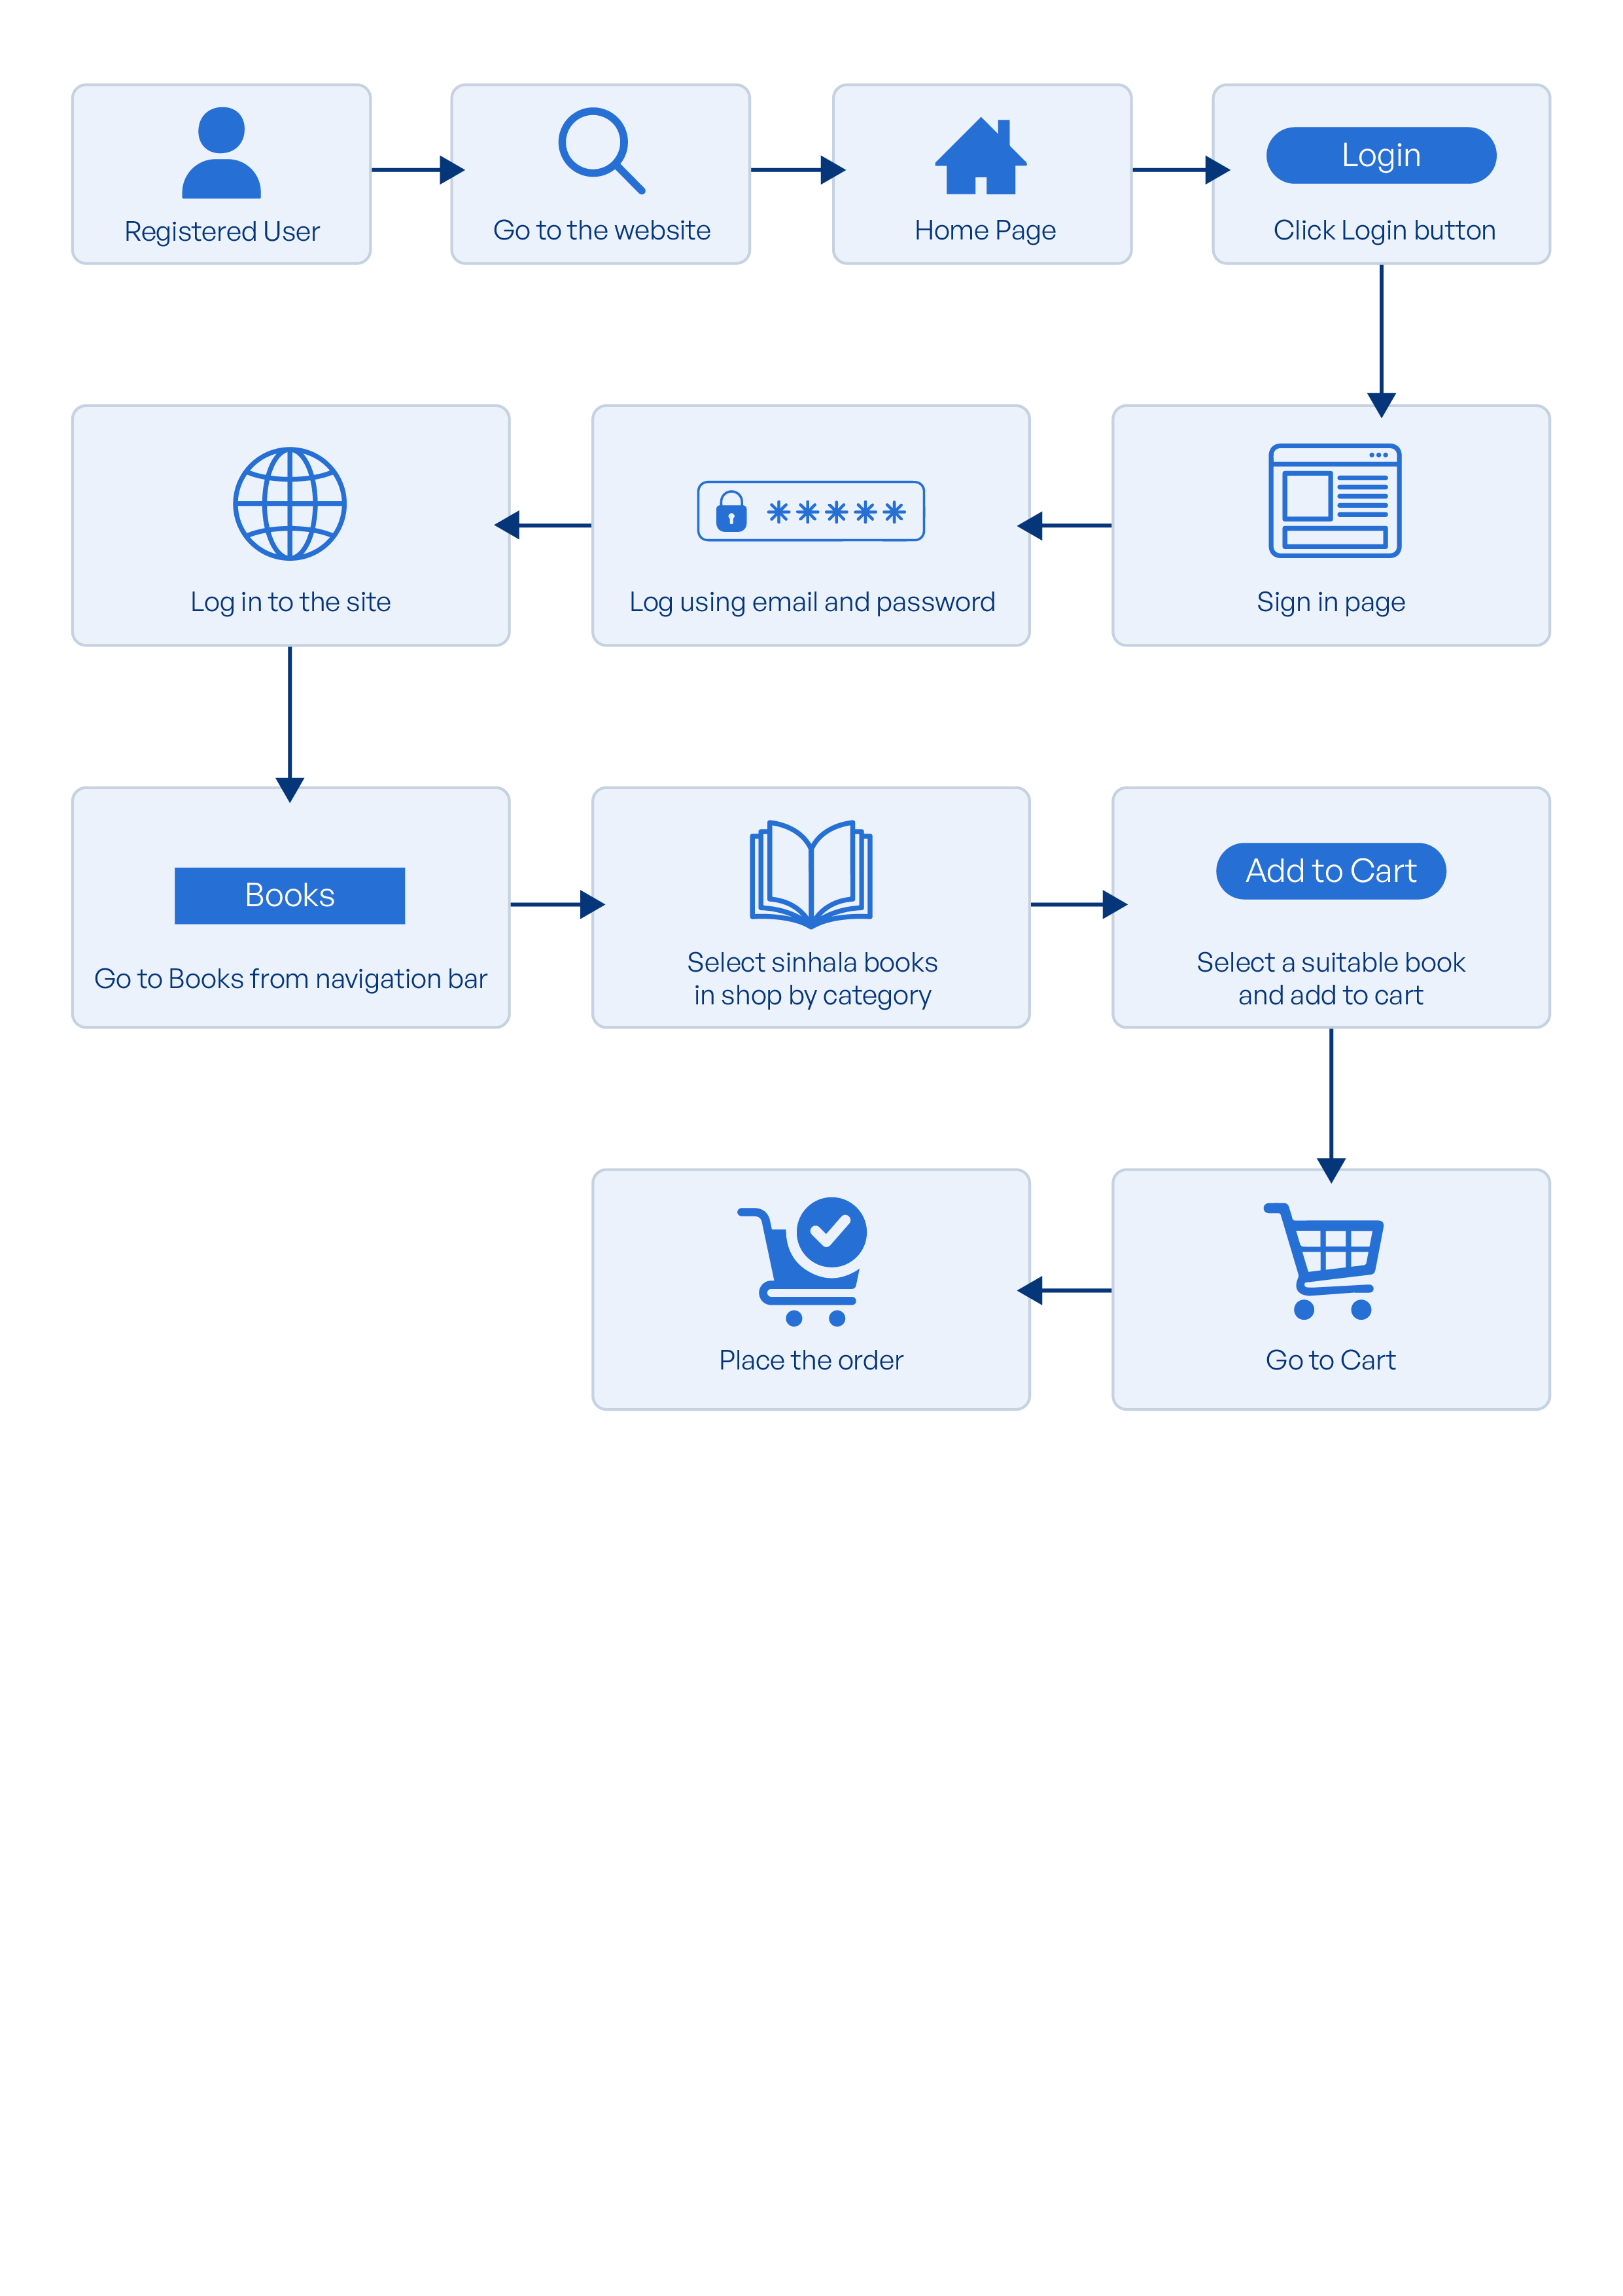 Registered User
Go to the website
Home Page
Login
Click Login button
Sign in page
*****
Log using email and password
Log in to the site
Books
Go to Books from navigation bar
Select sinhala books
in shop by category
Add to Cart
Select a suitable book
and add to cart
Go to Cart
Place the order